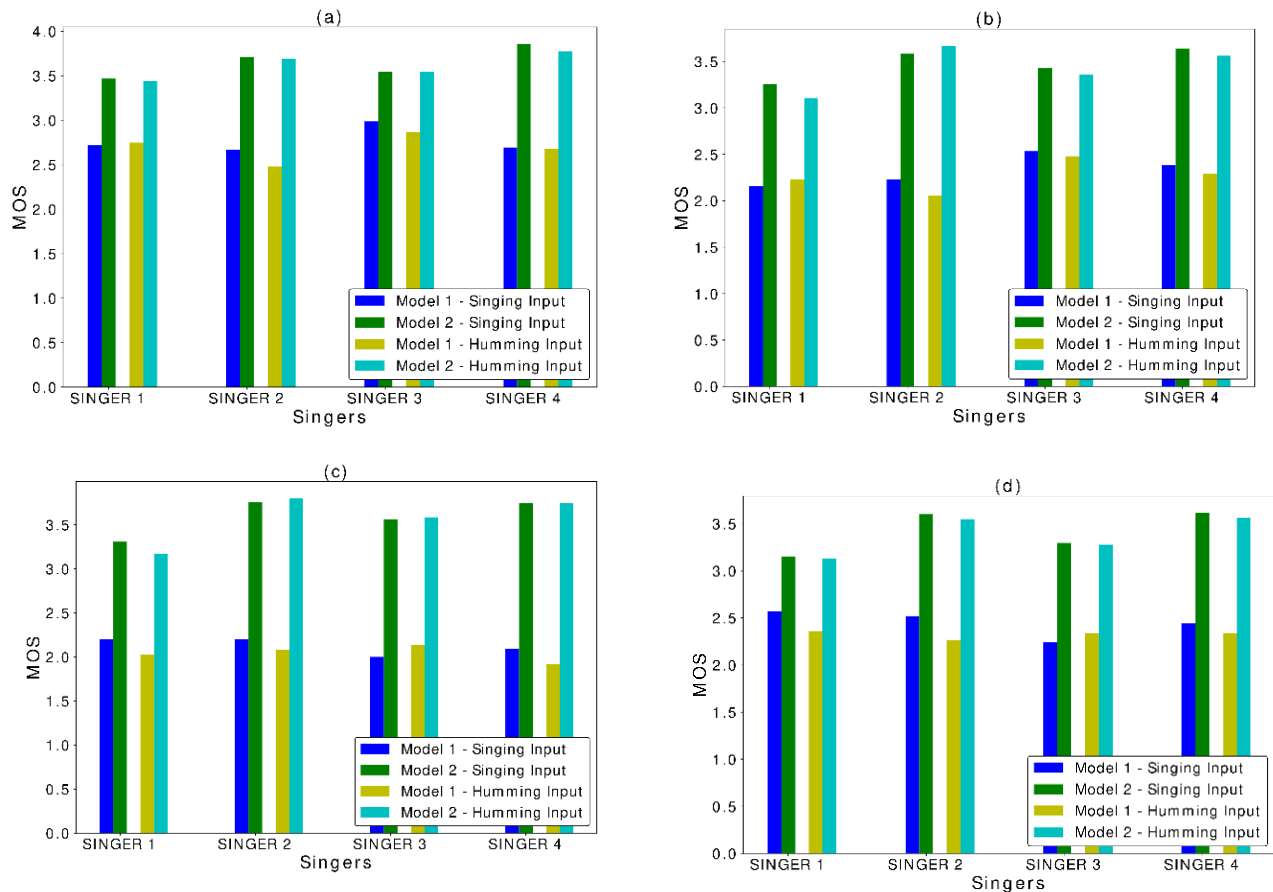 (a)
4.0
3.5
3.0
2.5
2.0
1.5
1.0
0.5
0.0
MOS
Model 1 - Singing Input
Model 2 - Singing Input
Model 1 - Humming Input
Model 2 - Humming Input
SINGER 1 SINGER 2 SINGER 3 SINGER 4
Singers
(b)
3.5
3.0
2.5
2.0
1.5
1.0
0.5
0.0
MOS
Model 1 - Singing Input
Model 2 - Singing Input
Model 1 - Humming Input
Model 2 - Humming Input
SINGER 1 SINGER 2 SINGER 3 SINGER 4
Singers
(c)
3.5
3.0
2.5
2.0
1.5
1.0
0.5
0.0
MOS
Model 1 - Singing Input
Model 2 - Singing Input
Model 1 - Humming Input
Model 2 - Humming Input
SINGER 1 SINGER 2 SINGER 3 SINGER 4
Singers
(d)
3.5
3.0
2.5
2.0
1.5
1.0
0.5
0.0
MOS
Model 1 - Singing Input
Model 2 - Singing Input
Model 1 - Humming Input
Model 2 - Humming Input
SINGER 1 SINGER 2 SINGER 3 SINGER 4
Singers